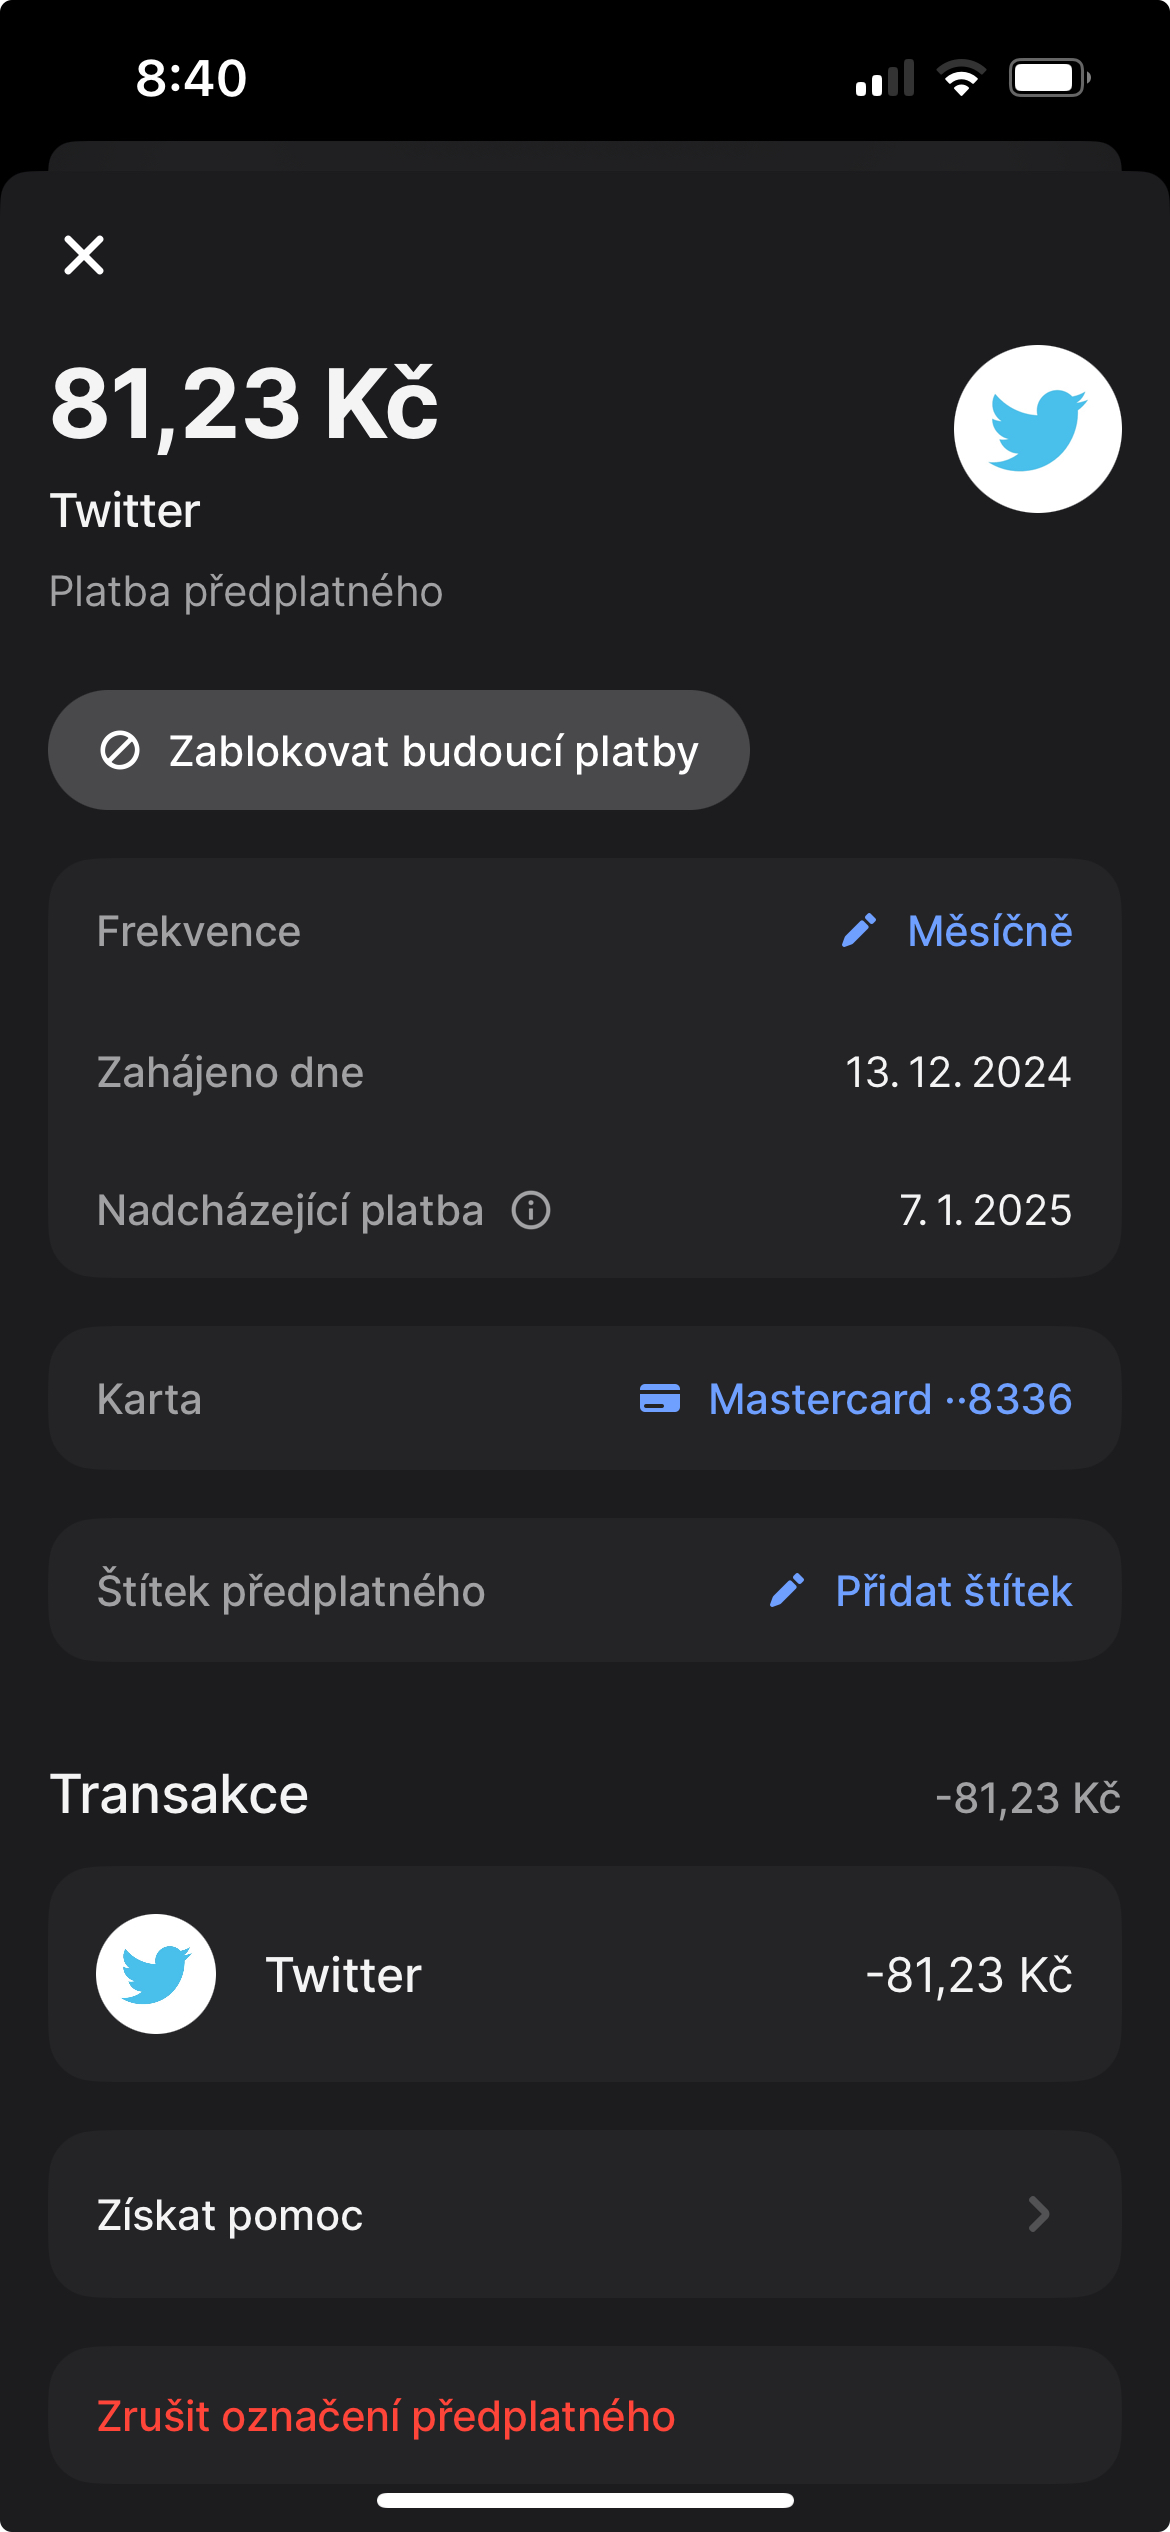 8:40
81,23 Kč
Twitter
Platba předplatného
Zablokovat budoucí platby
Frekvence Měsíčně
Zahájeno dne 13. 12. 2024
Nadcházející platba 7. 1. 2025
Karta Mastercard ··8336
Štítek předplatného Přidat štítek
Transakce -81,23 Kč
Twitter -81,23 Kč
Získat pomoc
Zrušit označení předplatného